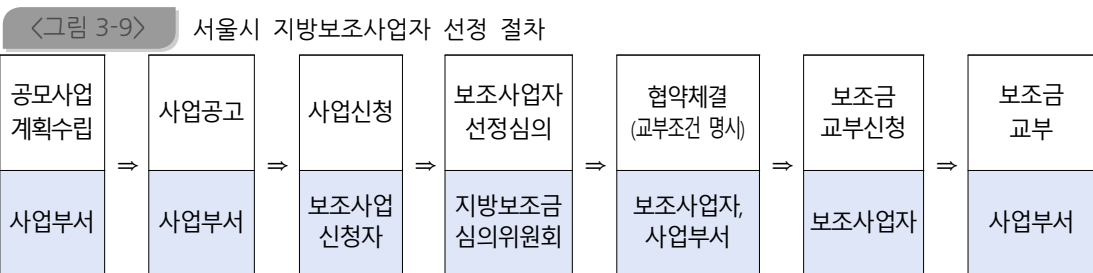 <그림 3-9> 서울시 지방보조사업자 선정 절차
공모사업
계획수립
사업부서
⇒
사업공고
사업부서
⇒
사업신청
보조사업
신청자
⇒
보조사업자
선정심의
지방보조금
심의위원회
⇒
협약체결
(교부조건 명시)
보조사업자,
사업부서
⇒
보조금
교부신청
보조사업자
⇒
보조금
교부
사업부서